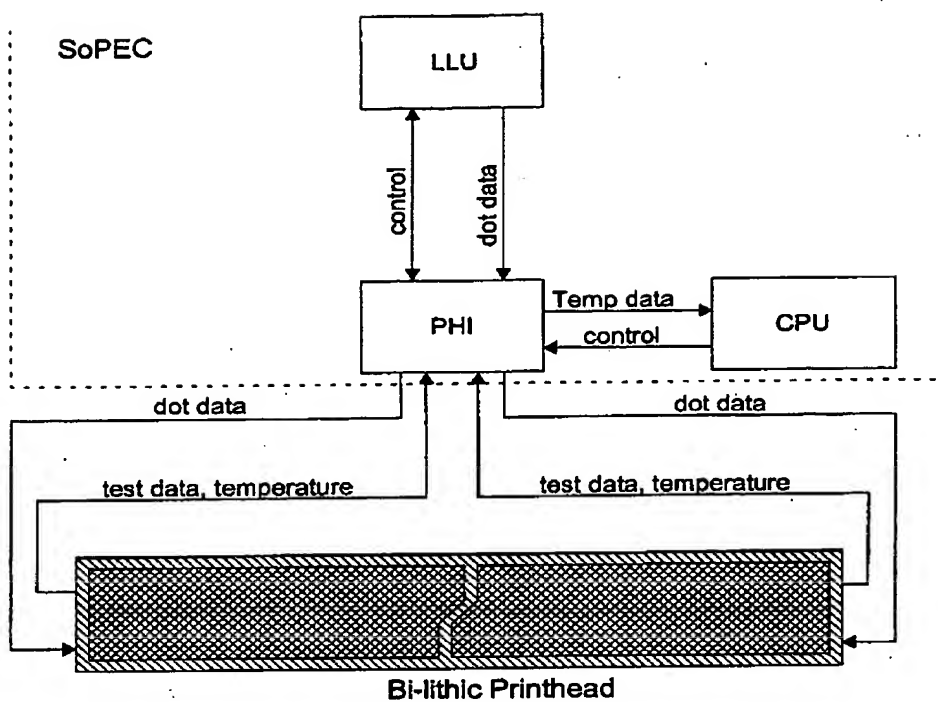 SoPEC
LLU
control
dot data
PHI
Temp data
control
CPU
dot data
dot data
test data, temperature
test data, temperature
Bi-lithic Printhead